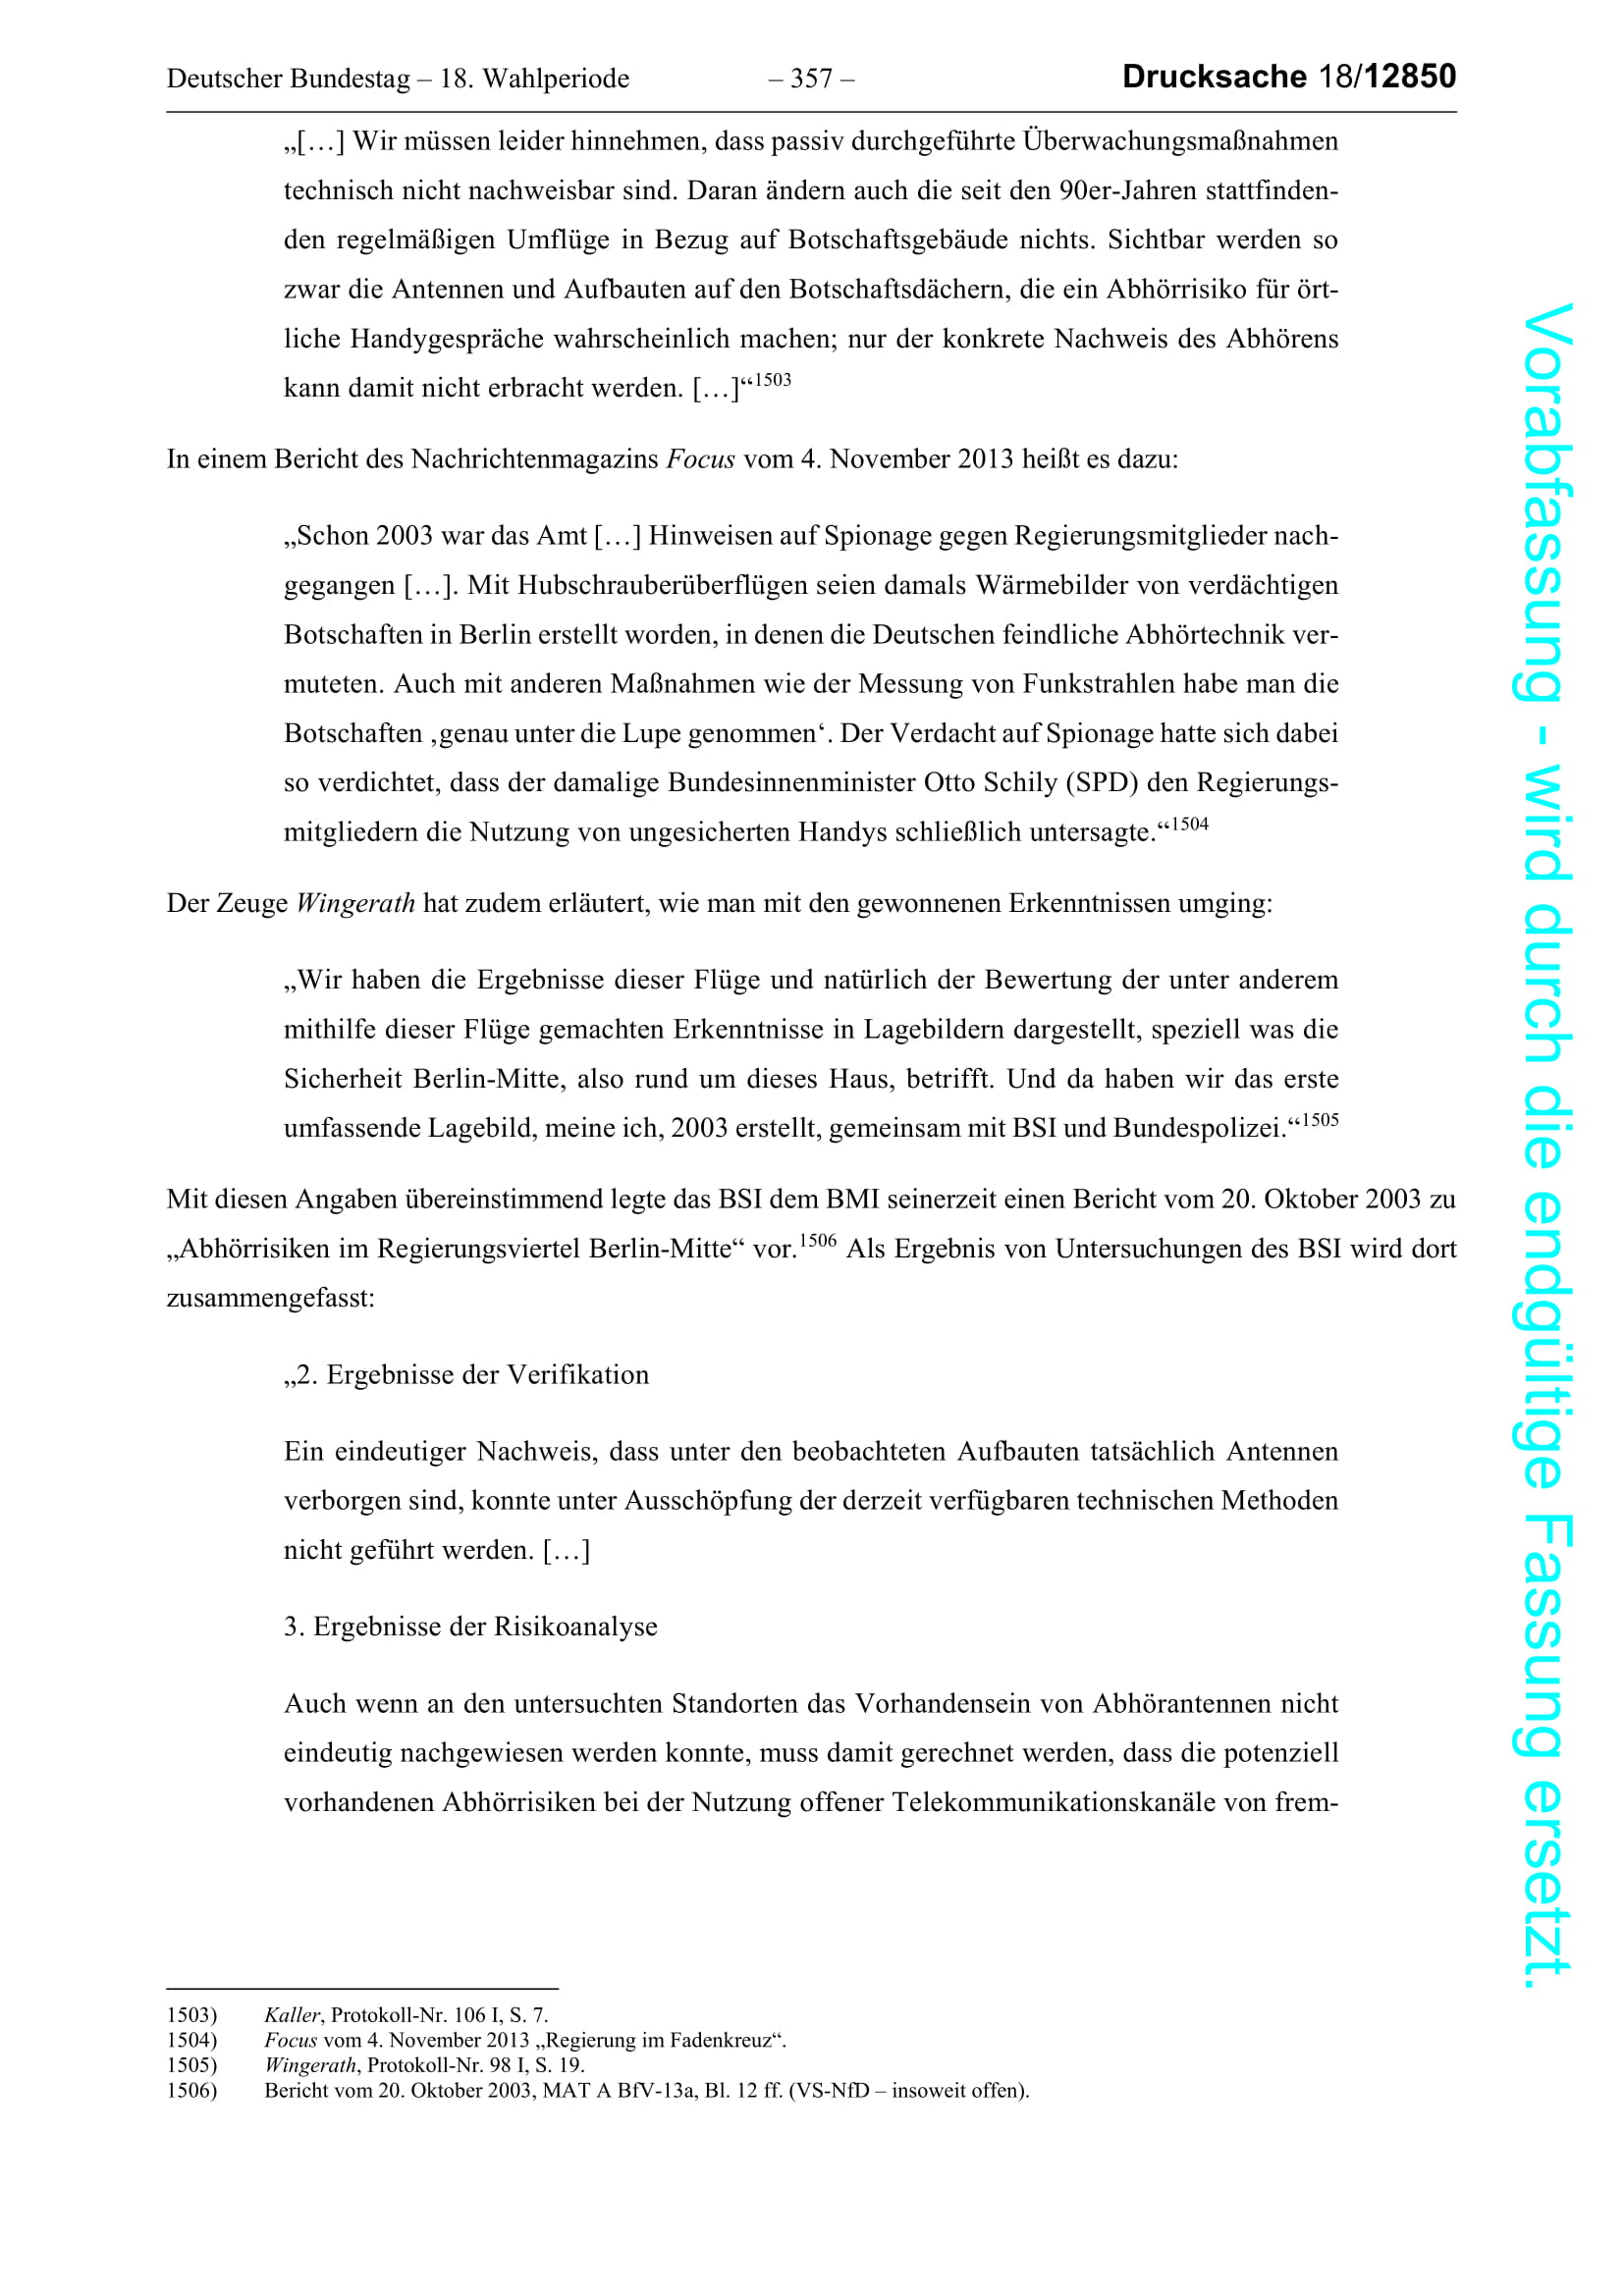 Deutscher Bundestag – 18. Wahlperiode – 357 – Drucksache 18/12850
„[…] Wir müssen leider hinnehmen, dass passiv durchgeführte Überwachungsmaßnahmen
technisch nicht nachweisbar sind. Daran ändern auch die seit den 90er-Jahren stattfinden-
den regelmäßigen Umflüge in Bezug auf Botschaftsgebäude nichts. Sichtbar werden so
zwar die Antennen und Aufbauten auf den Botschaftsdächern, die ein Abhörrisiko für ört-
liche Handygespräche wahrscheinlich machen; nur der konkrete Nachweis des Abhörens
kann damit nicht erbracht werden. […]“1503
In einem Bericht des Nachrichtenmagazins Focus vom 4. November 2013 heißt es dazu:
„Schon 2003 war das Amt […] Hinweisen auf Spionage gegen Regierungsmitglieder nach-
gegangen […]. Mit Hubschrauberüberflügen seien damals Wärmebilder von verdächtigen
Botschaften in Berlin erstellt worden, in denen die Deutschen feindliche Abhörtechnik ver-
muteten. Auch mit anderen Maßnahmen wie der Messung von Funkstrahlen habe man die
Botschaften ‚genau unter die Lupe genommen‘. Der Verdacht auf Spionage hatte sich dabei
so verdichtet, dass der damalige Bundesinnenminister Otto Schily (SPD) den Regierungs-
mitgliedern die Nutzung von ungesicherten Handys schließlich untersagte.“1504
Der Zeuge Wingerath hat zudem erläutert, wie man mit den gewonnenen Erkenntnissen umging:
„Wir haben die Ergebnisse dieser Flüge und natürlich der Bewertung der unter anderem
mithilfe dieser Flüge gemachten Erkenntnisse in Lagebildern dargestellt, speziell was die
Sicherheit Berlin-Mitte, also rund um dieses Haus, betrifft. Und da haben wir das erste
umfassende Lagebild, meine ich, 2003 erstellt, gemeinsam mit BSI und Bundespolizei.“1505
Mit diesen Angaben übereinstimmend legte das BSI dem BMI seinerzeit einen Bericht vom 20. Oktober 2003 zu
„Abhörrisiken im Regierungsviertel Berlin-Mitte“ vor.1506 Als Ergebnis von Untersuchungen des BSI wird dort
zusammengefasst:
„2. Ergebnisse der Verifikation
Ein eindeutiger Nachweis, dass unter den beobachteten Aufbauten tatsächlich Antennen
verborgen sind, konnte unter Ausschöpfung der derzeit verfügbaren technischen Methoden
nicht geführt werden. […]
3. Ergebnisse der Risikoanalyse
Auch wenn an den untersuchten Standorten das Vorhandensein von Abhörantennen nicht
eindeutig nachgewiesen werden konnte, muss damit gerechnet werden, dass die potenziell
vorhandenen Abhörrisiken bei der Nutzung offener Telekommunikationskanäle von frem-
1503) Kaller, Protokoll-Nr. 106 I, S. 7.
1504) Focus vom 4. November 2013 „Regierung im Fadenkreuz“.
1505) Wingerath, Protokoll-Nr. 98 I, S. 19.
1506) Bericht vom 20. Oktober 2003, MAT A BfV-13a, Bl. 12 ff. (VS-NfD – insoweit offen).
Vorabfassung - wird durch die endgültige Fassung ersetzt.